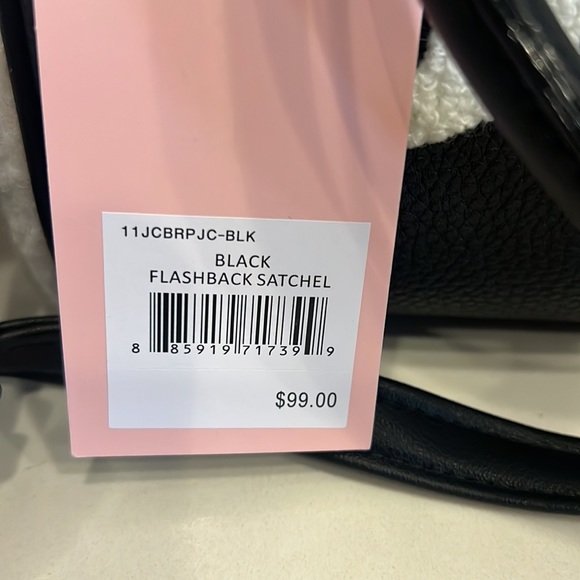 11JCBRPJC-BLK
BLACK
FLASHBACK SATCHEL
8 85919 71739 9
$99.00